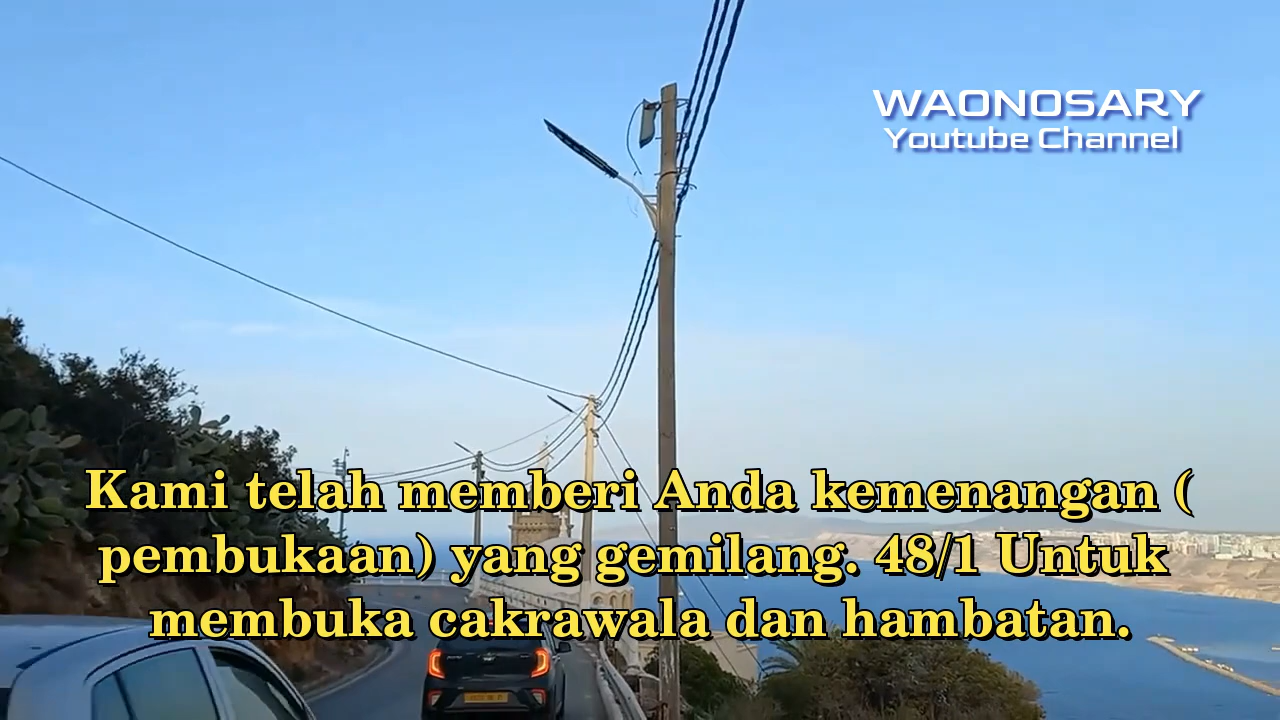 WAONOSARY
Youtube Channel
Kami telah memberi Anda kemenangan (
pembukaan) yang gemilang. 48/1 Untuk
membuka cakrawala dan hambatan.